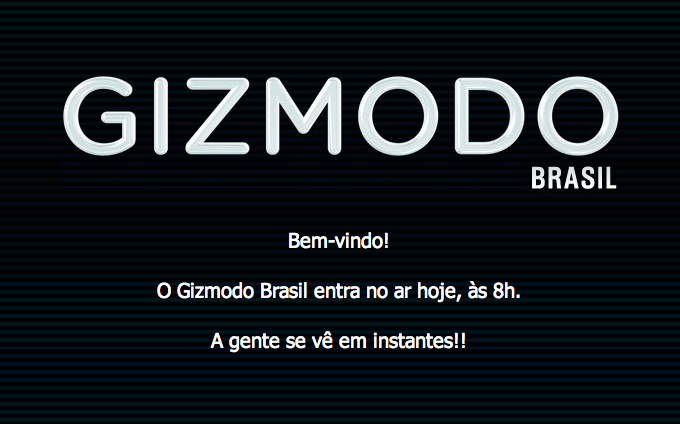 GIZMODO
BRASIL
Bem-vindo!
O Gizmodo Brasil entra no ar hoje, às 8h.
A gente se vê em instantes!!